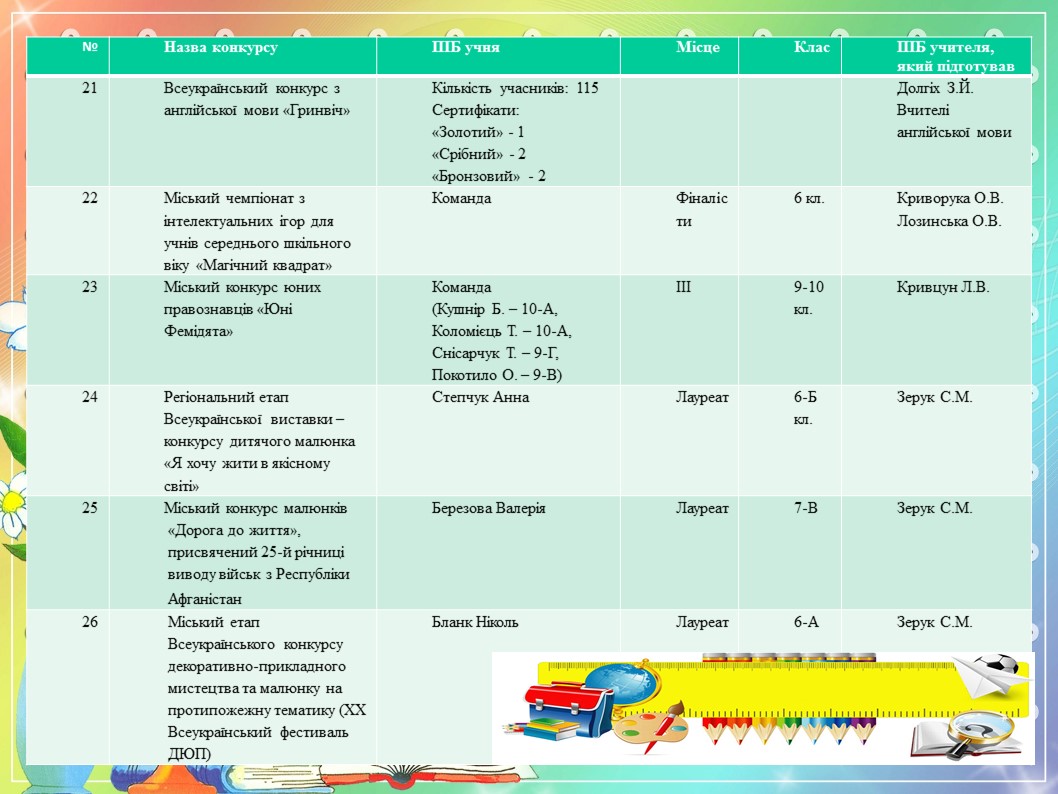 №
Назва конкурсу
ПІБ учня
Місце
Клас
ПІБ учителя,
який підготував
21
Всеукраїнський конкурс з
англійської мови «Гринвіч»
Кількість учасників: 115
Сертифікати:
«Золотий» - 1
«Срібний» - 2
«Бронзовий» - 2
Долгіх З.Й.
Вчителі
англійської мови
22
Міський чемпіонат з
інтелектуальних ігор для
учнів середнього шкільного
віку «Магічний квадрат»
Команда
Фіналіс
ти
6 кл.
Криворука О.В.
Лозинська О.В.
23
Міський конкурс юних
правознавців «Юні
Фемідята»
Команда
(Кушнір Б. – 10-А,
Коломієць Т. – 10-А,
Снісарчук Т. – 9-Г,
Покотило О. – 9-В)
ІІІ
9-10
кл.
Кривцун Л.В.
24
Регіональний етап
Всеукраїнської виставки –
конкурсу дитячого малюнка
«Я хочу жити в якісному
світі»
Степчук Анна
Лауреат
6-Б
кл.
Зерук С.М.
25
Міський конкурс малюнків
«Дорога до життя»,
присвячений 25-й річниці
виводу військ з Республіки
Афганістан
Березова Валерія
Лауреат
7-В
Зерук С.М.
26
Міський етап
Всеукраїнського конкурсу
декоративно-прикладного
мистецтва та малюнку на
протипожежну тематику (ХХ
Всеукраїнський фестиваль
ДЮП)
Бланк Ніколь
Лауреат
6-А
Зерук С.М.